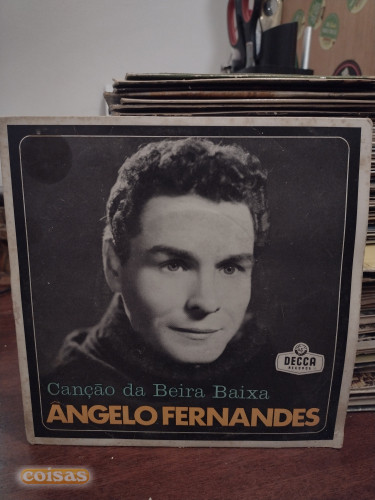 Canção da Beira Baixa
ÂNGELO FERNANDES
DECCA
RECORDS
coisas